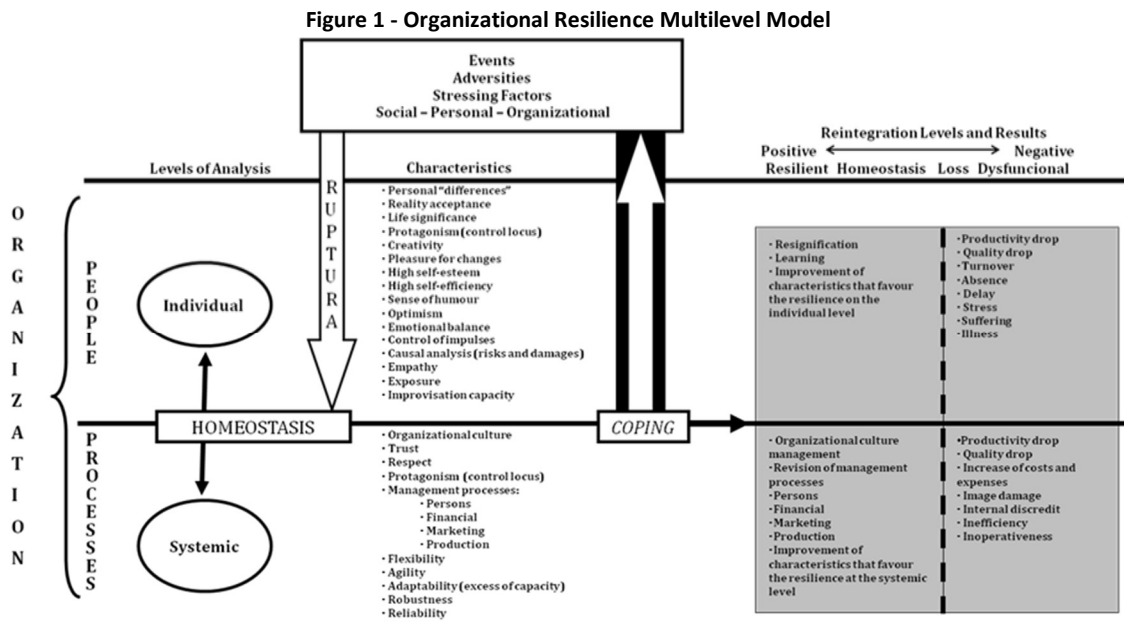 Figure 1 - Organizational Resilience Multilevel Model
Events
Adversities
Stressing Factors
Social – Personal – Organizational
Levels of Analysis
Characteristics
Reintegration Levels and Results
Positive
Negative
Resilient Homeostasis Loss Dysfuncional
ORGANIZATION
PEOPLE
PROCESSES
Individual
HOMEOSTASIS
Systemic
RUPTURA
· Personal "differences"
· Reality acceptance
· Life significance
· Protagonism (control locus)
· Creativity
· Pleasure for changes
· High self-esteem
· High self-efficiency
· Sense of humour
· Optimism
· Emotional balance
· Control of impulses
· Causal analysis (risks and damages)
· Empathy
· Exposure
· Improvisation capacity
· Organizational culture
· Trust
· Respect
· Protagonism (control locus)
· Management processes:
· Persons
· Financial
· Marketing
· Production
· Flexibility
· Agility
· Adaptability (excess of capacity)
· Robustness
· Reliability
COPING
· Resignification
· Learning
· Improvement of
characteristics that favour
the resilience on the
individual level
· Productivity drop
· Quality drop
· Turnover
· Absence
· Delay
· Stress
· Suffering
· Illness
· Organizational culture
management
· Revision of management
processes
· Persons
· Financial
· Marketing
· Production
· Improvement of
characteristics that favour
the resilience at the systemic
level
· Productivity drop
· Quality drop
· Increase of costs and
expenses
· Image damage
· Internal discredit
· Inefficiency
· Inoperativeness